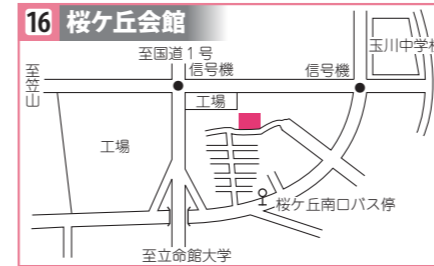 16 桜ケ丘会館
至国道1号
信号機
信号機
玉川中学校
至笠山
工場
工場
桜ケ丘南口バス停
至立命館大学